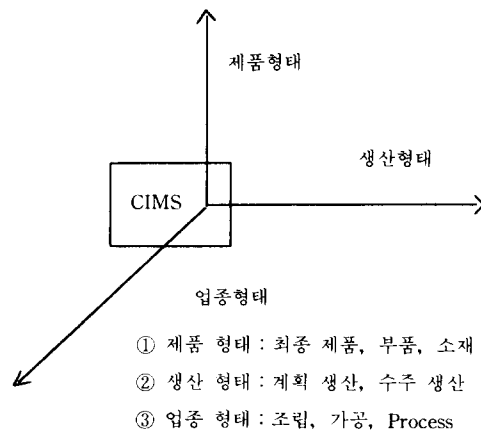 제품형태
생산형태
CIMS
업종형태
① 제품 형태 : 최종 제품, 부품, 소재
② 생산 형태 : 계획 생산, 수주 생산
③ 업종 형태 : 조립, 가공, Process